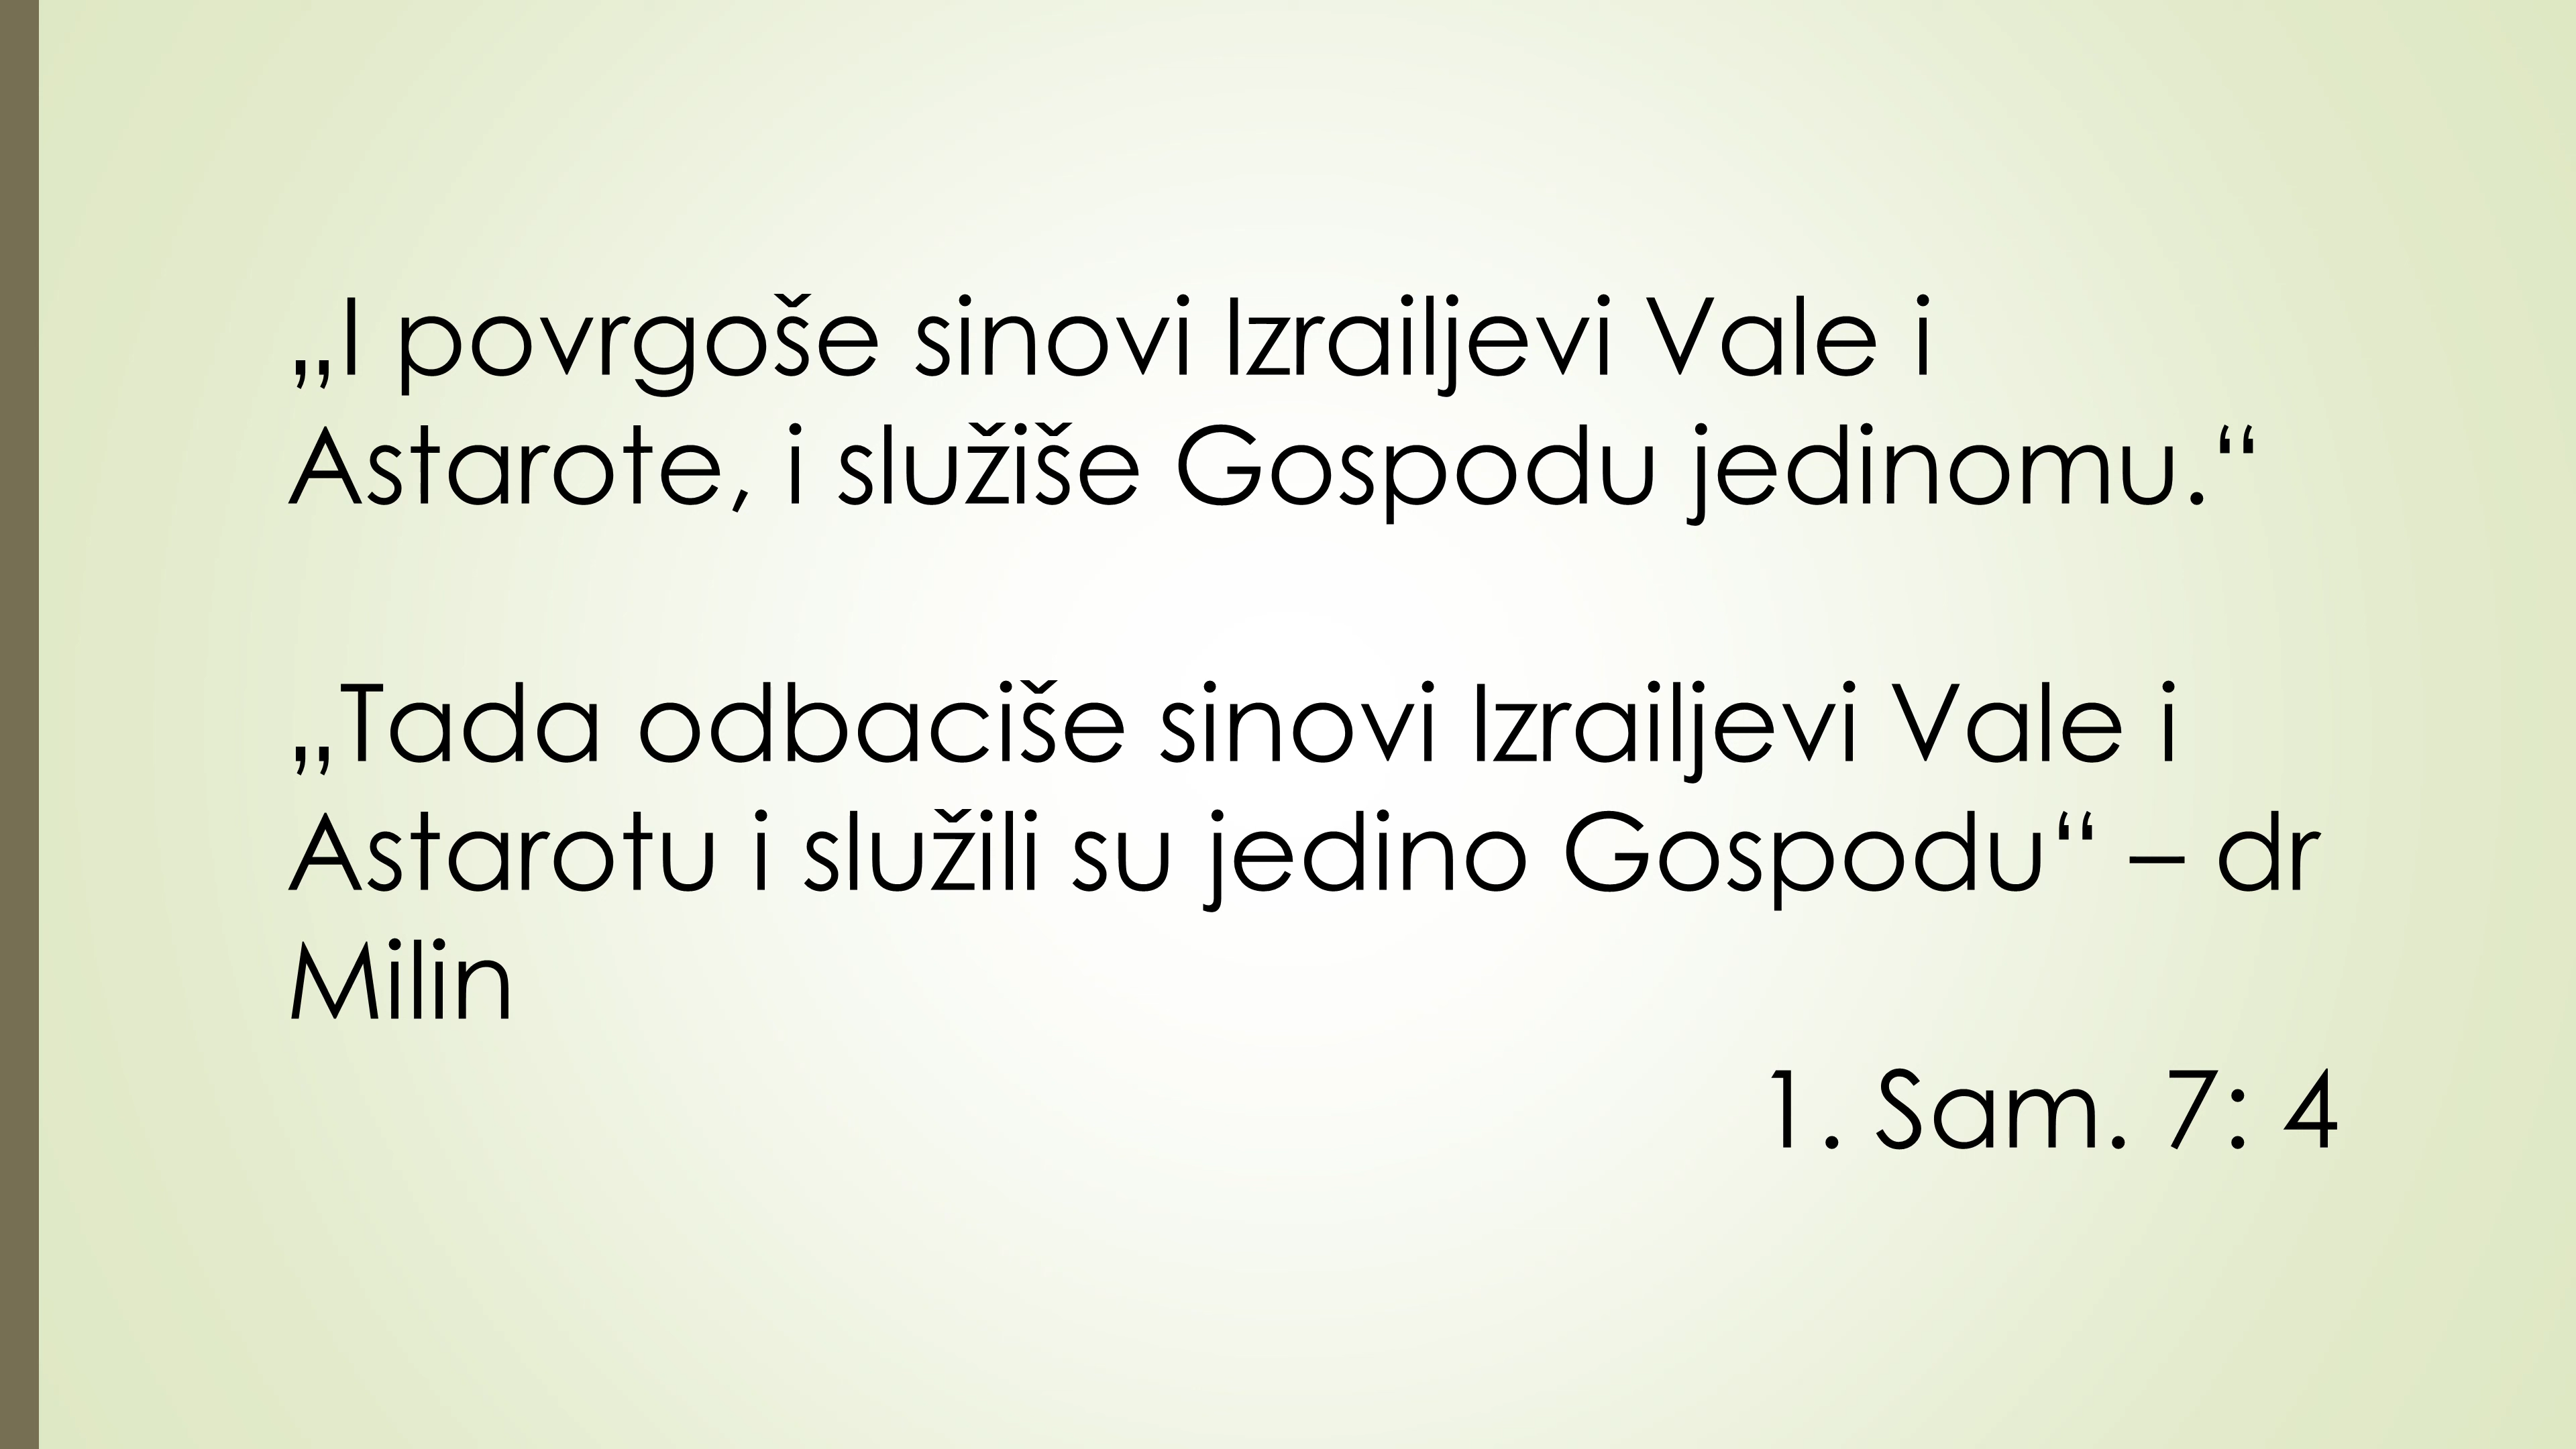 „I povrgoše sinovi Izrailjevi Vale i
Astarote, i služiše Gospodu jedinomu.“
„Tada odbaciše sinovi Izrailjevi Vale i
Astarotu i služili su jedino Gospodu“ – dr
Milin
1. Sam. 7: 4